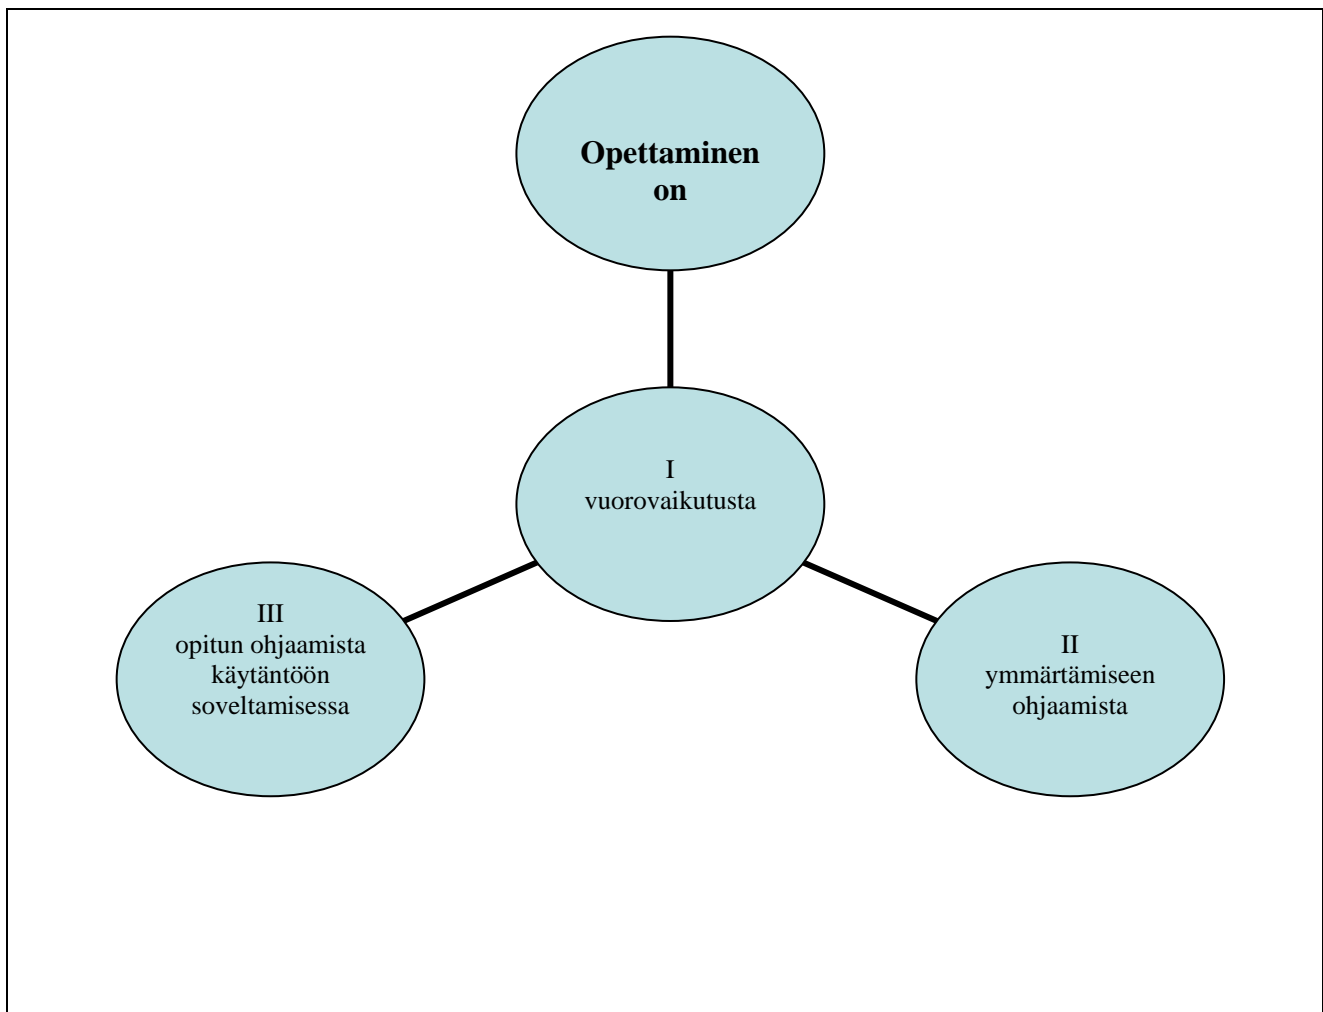 Opettaminen
on
I
vuorovaikutusta
III
opitun ohjaamista
käytäntöön
soveltamisessa
II
ymmärtämiseen
ohjaamista